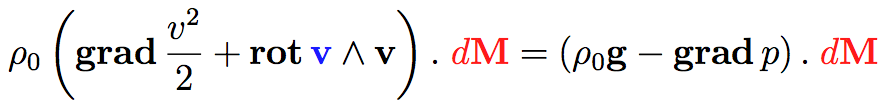 ρ₀ (grad v²/2 + rot v ∧ v) . dM = (ρ₀g − grad p) . dM